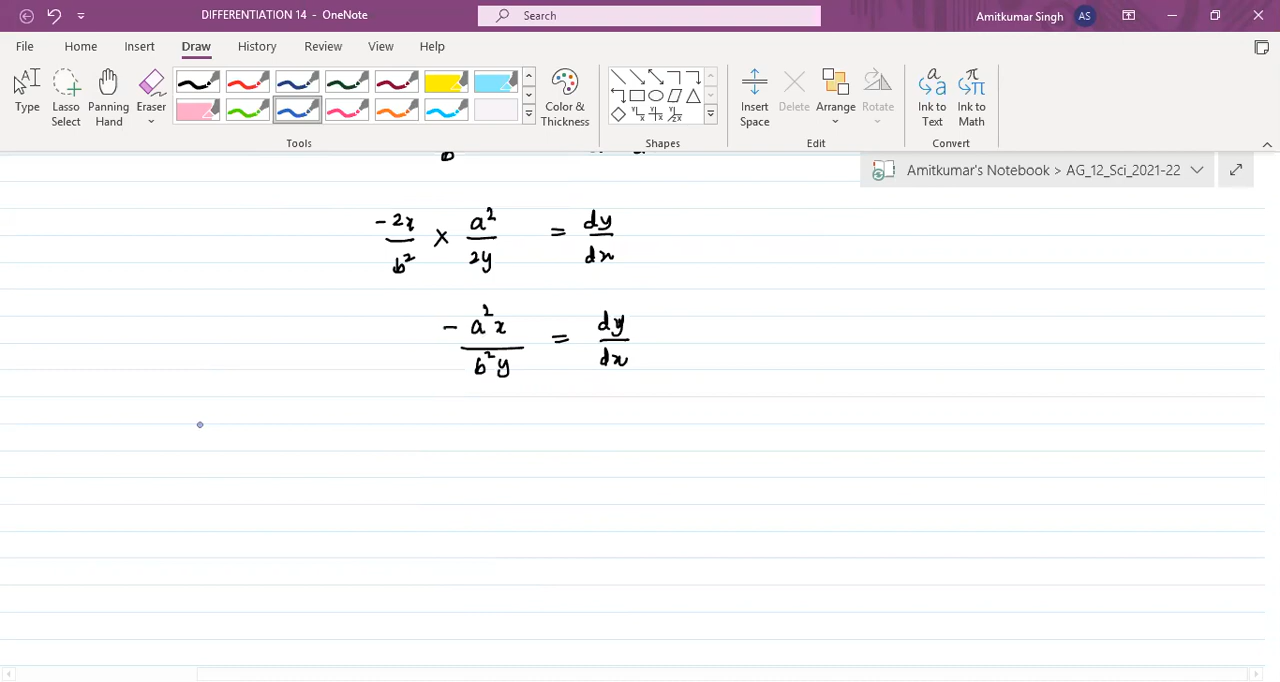 DIFFERENTIATION 14 - OneNote
Search
Amitkumar Singh AS
File Home Insert Draw History Review View Help
Type Lasso Select Panning Hand Eraser
Color & Thickness
Insert Space Delete Arrange Rotate
Ink to Text Ink to Math
Tools Shapes Edit Convert
Amitkumar's Notebook > AG_12_Sci_2021-22
-2x/b² × a²/2y = dy/dx
- a²x/b²y = dy/dx